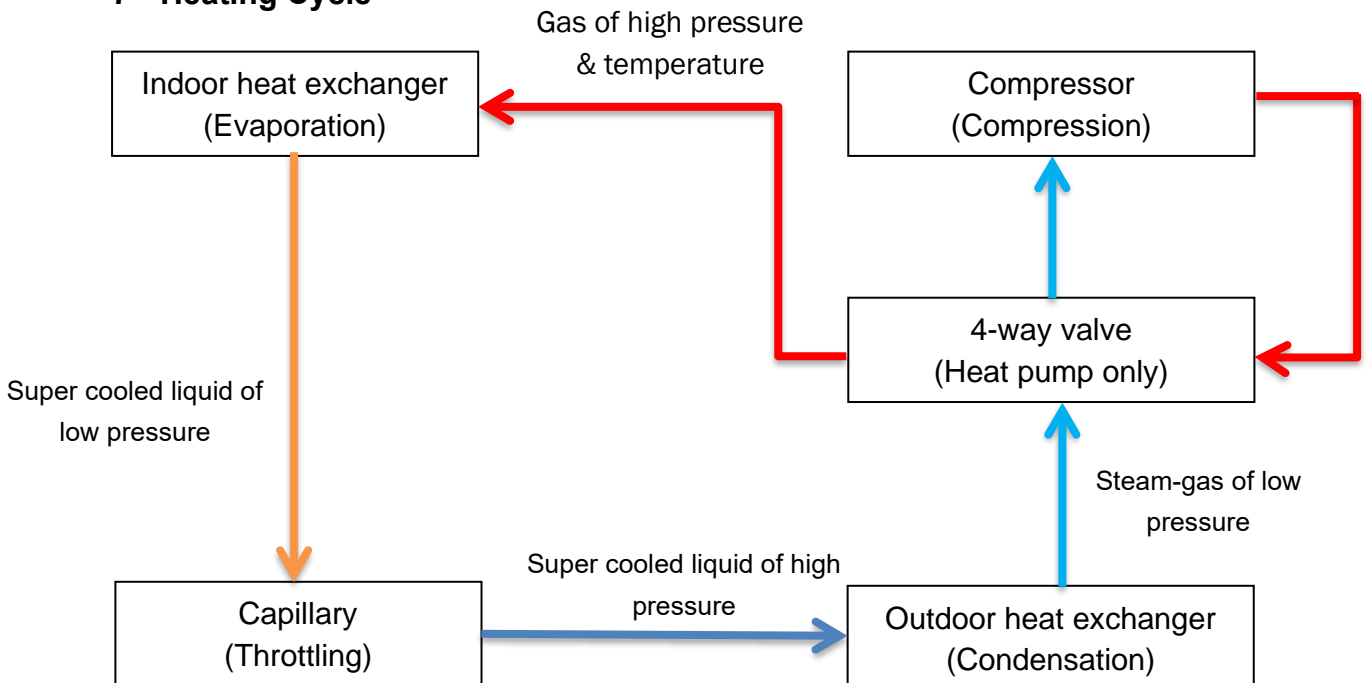 Heating Cycle
Gas of high pressure
& temperature
Indoor heat exchanger
(Evaporation)
Compressor
(Compression)
4-way valve
(Heat pump only)
Super cooled liquid of
low pressure
Steam-gas of low
pressure
Super cooled liquid of high
pressure
Capillary
(Throttling)
Outdoor heat exchanger
(Condensation)